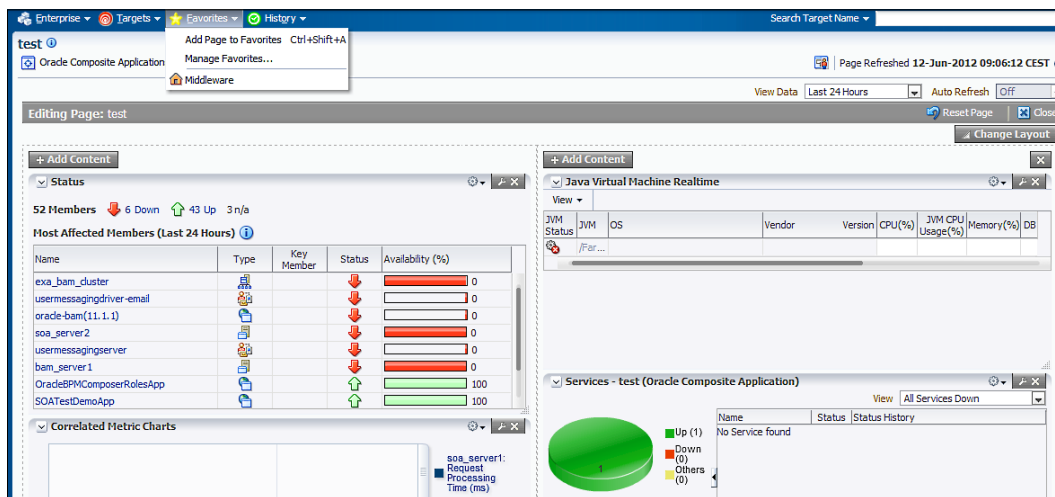 Enterprise Targets Favorites History Search Target Name
test
Add Page to Favorites Ctrl+Shift+A
Manage Favorites...
Middleware
Oracle Composite Application
Page Refreshed 12-Jun-2012 09:06:12 CEST
View Data Last 24 Hours Auto Refresh Off
Editing Page: test Reset Page Close
Change Layout
+ Add Content
Status
52 Members 6 Down 43 Up 3 n/a
Most Affected Members (Last 24 Hours)
Name Type Key Member Status Availability (%)
exa_bam_cluster 0
usermessagingdriver-email 0
oracle-bam(11.1.1) 0
soa_server2 0
usermessagingserver 0
bam_server1 0
OracleBPMComposerRolesApp 100
SOATestDemoApp 100
Correlated Metric Charts
soa_server1:
Request
Processing
Time (ms)
+ Add Content
Java Virtual Machine Realtime
View
JVM Status JVM OS Vendor Version CPU(%) JVM CPU Usage(%) Memory(%) DB
/Far...
Services - test (Oracle Composite Application)
View All Services Down
1
Up (1)
Down
(0)
Others
(0)
Name Status Status History
No Service found